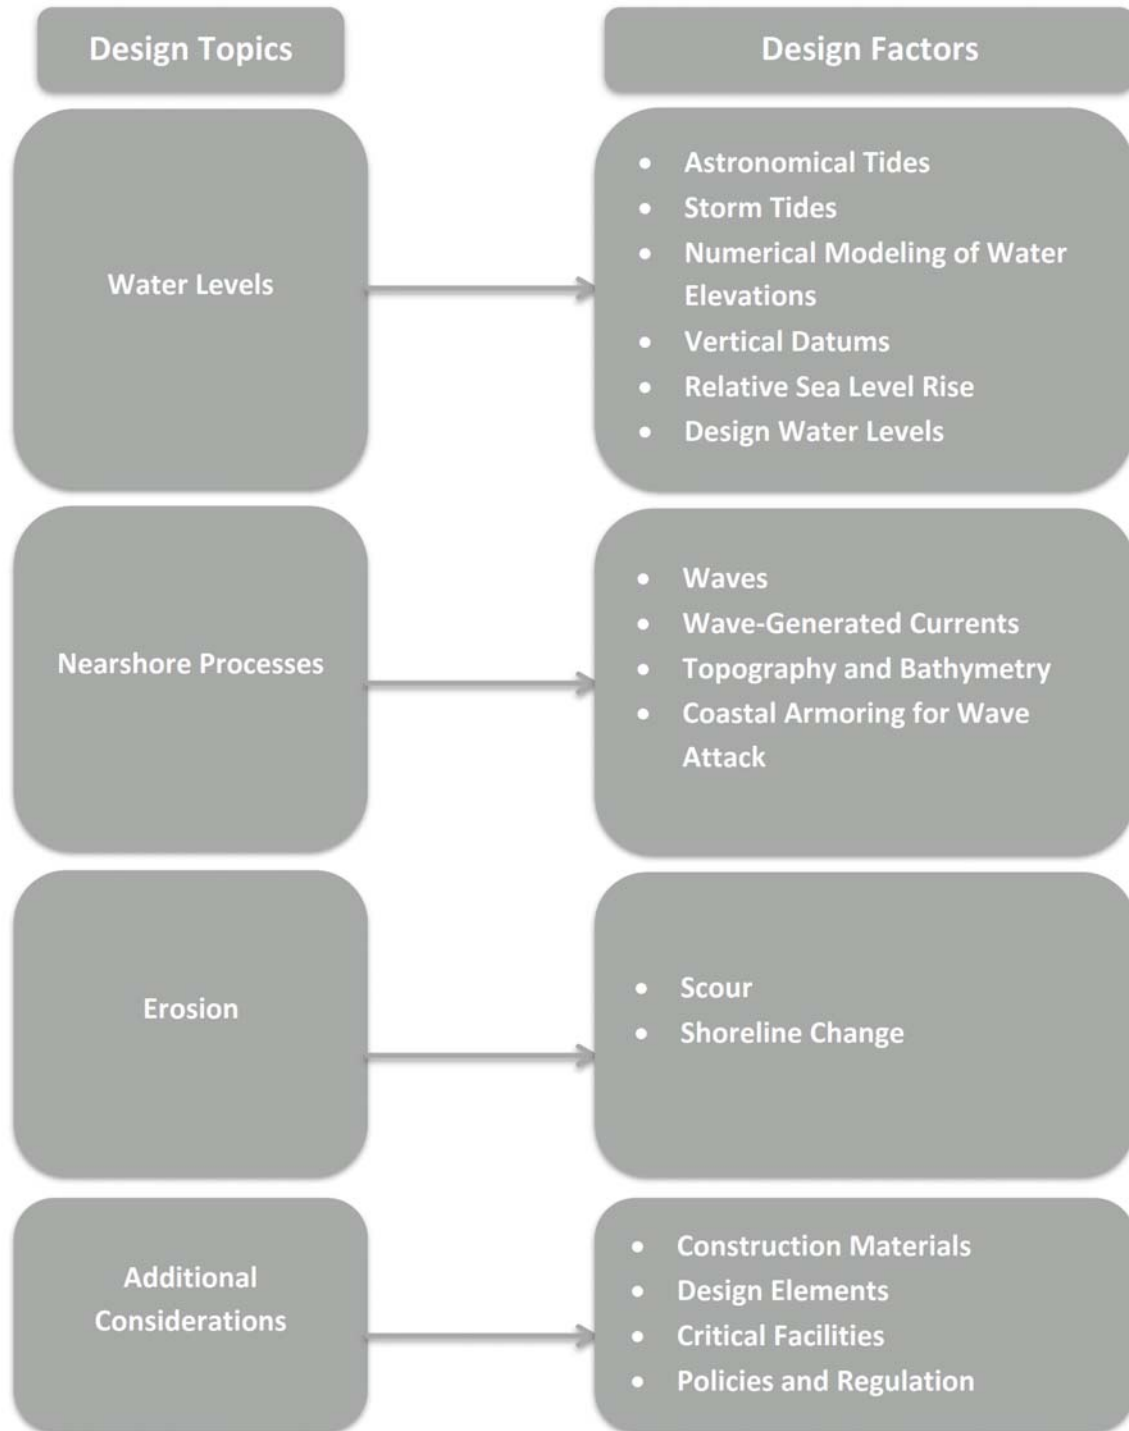 Design Topics
Design Factors
Water Levels
• Astronomical Tides
• Storm Tides
• Numerical Modeling of Water
Elevations
• Vertical Datums
• Relative Sea Level Rise
• Design Water Levels
Nearshore Processes
• Waves
• Wave-Generated Currents
• Topography and Bathymetry
• Coastal Armoring for Wave
Attack
Erosion
• Scour
• Shoreline Change
Additional
Considerations
• Construction Materials
• Design Elements
• Critical Facilities
• Policies and Regulation